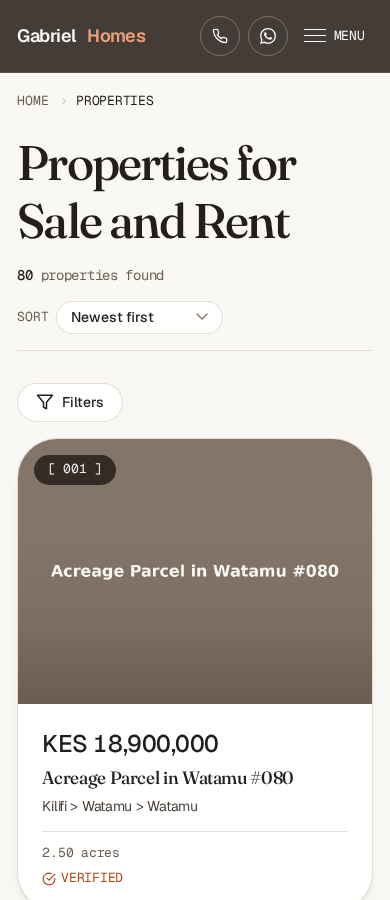 Gabriel Homes
MENU
HOME > PROPERTIES
Properties for
Sale and Rent
80 properties found
SORT Newest first
Filters
[ 001 ]
Acreage Parcel in Watamu #080
KES 18,900,000
Acreage Parcel in Watamu #080
Kilifi > Watamu > Watamu
2.50 acres
VERIFIED